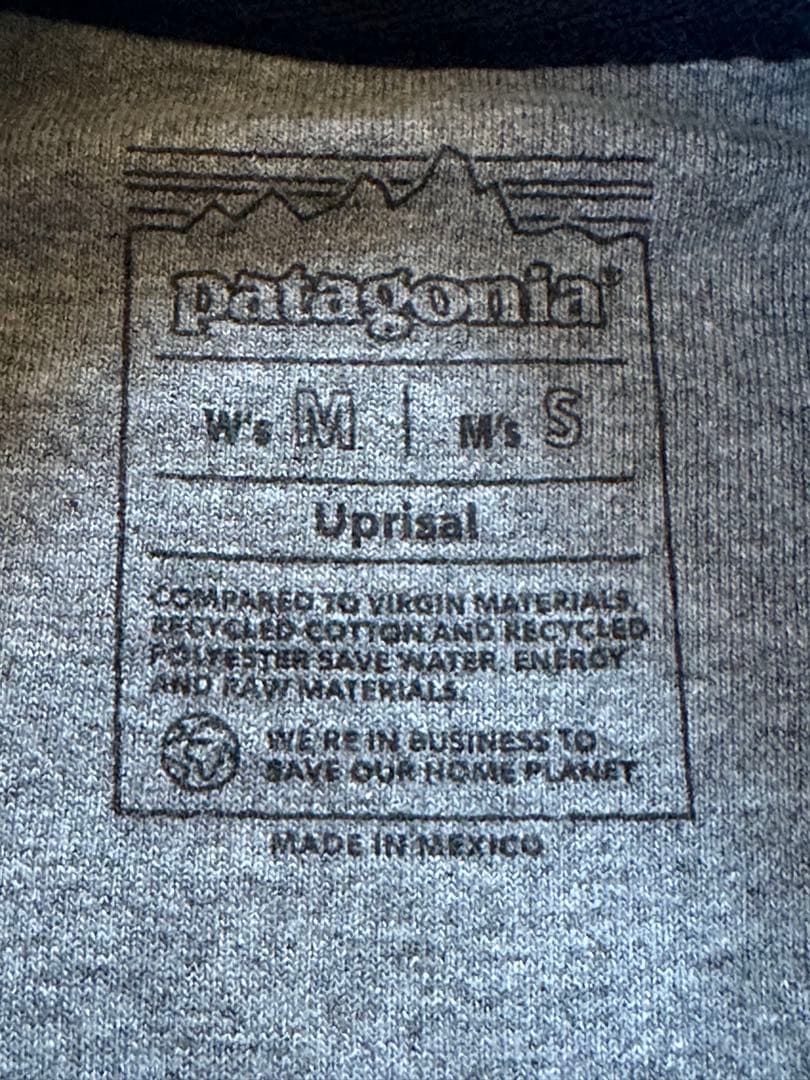 patagonia®
W's M | M's S
Uprisal
COMPARED TO VIRGIN MATERIALS,
RECYCLED COTTON AND RECYCLED
POLYESTER SAVE WATER, ENERGY
AND RAW MATERIALS.
WE'RE IN BUSINESS TO
SAVE OUR HOME PLANET.
MADE IN MEXICO